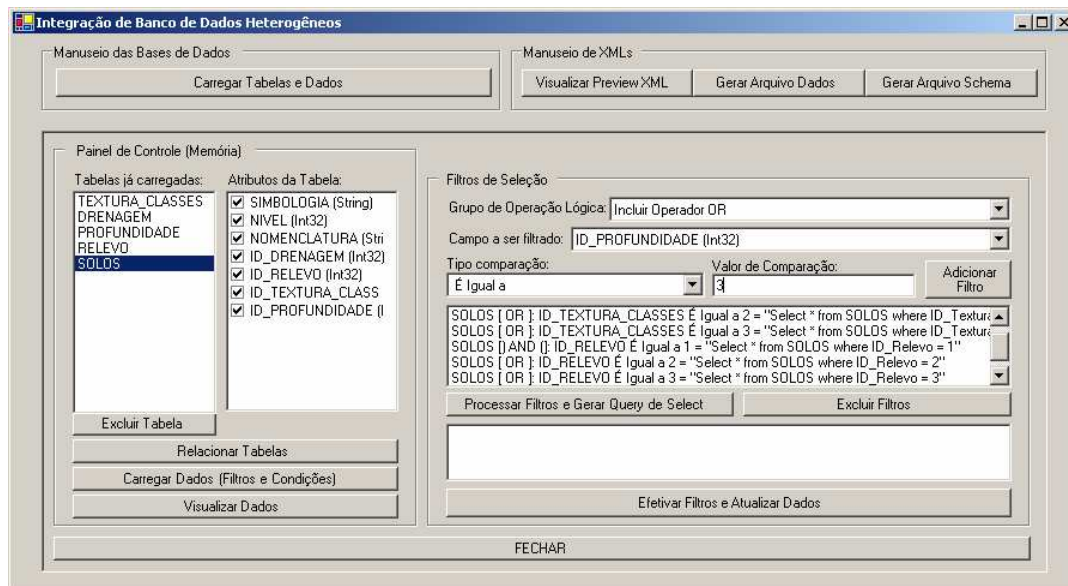 Integração de Banco de Dados Heterogêneos
Manuseio das Bases de Dados
Carregar Tabelas e Dados
Manuseio de XMLs
Visualizar Preview XML
Gerar Arquivo Dados
Gerar Arquivo Schema
Painel de Controle (Memória)
Tabelas já carregadas:
TEXTURA_CLASSES
DRENAGEM
PROFUNDIDADE
RELEVO
SOLOS
Excluir Tabela
Atributos da Tabela:
SIMBOLOGIA (String)
NIVEL (Int32)
NOMENCLATURA (Stri
ID_DRENAGEM (Int32)
ID_RELEVO (Int32)
ID_TEXTURA_CLASS
ID_PROFUNDIDADE (I
Relacionar Tabelas
Carregar Dados (Filtros e Condições)
Visualizar Dados
Filtros de Seleção
Grupo de Operação Lógica: Incluir Operador OR
Campo a ser filtrado: ID_PROFUNDIDADE (Int32)
Tipo comparação:
É Igual a
Valor de Comparação:
3
Adicionar
Filtro
SOLOS [ OR ]: ID_TEXTURA_CLASSES É Igual a 2 = "Select * from SOLOS where ID_Textura
SOLOS [ OR ]: ID_TEXTURA_CLASSES É Igual a 3 = "Select * from SOLOS where ID_Textura
SOLOS [) AND (]: ID_RELEVO É Igual a 1 = "Select * from SOLOS where ID_Relevo = 1"
SOLOS [ OR ]: ID_RELEVO É Igual a 2 = "Select * from SOLOS where ID_Relevo = 2"
SOLOS [ OR ]: ID_RELEVO É Igual a 3 = "Select * from SOLOS where ID_Relevo = 3"
Processar Filtros e Gerar Query de Select
Excluir Filtros
Efetivar Filtros e Atualizar Dados
FECHAR